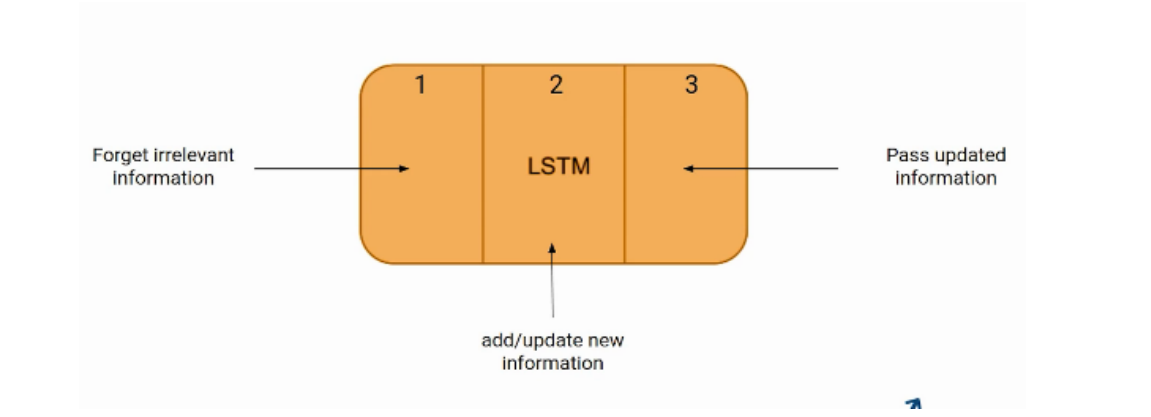 1
2
3
Forget irrelevant
information
LSTM
Pass updated
information
add/update new
information